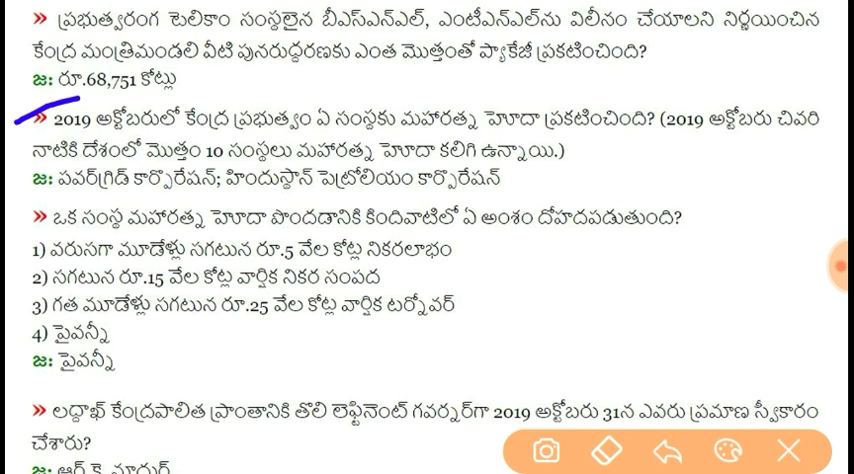 » ప్రభుత్వరంగ టెలికాం సంస్థలైన బీఎస్ఎన్ఎల్, ఎంటీఎన్ఎల్‌ను విలీనం చేయాలని నిర్ణయించిన
కేంద్ర మంత్రిమండలి వీటి పునరుద్ధరణకు ఎంత మొత్తంతో ప్యాకేజీ ప్రకటించింది?
జ: రూ.68,751 కోట్లు
» 2019 అక్టోబరులో కేంద్ర ప్రభుత్వం ఏ సంస్థకు మహారత్న హెూదా ప్రకటించింది? (2019 అక్టోబరు చివరి
నాటికి దేశంలో మొత్తం 10 సంస్థలు మహారత్న హెూదా కలిగి ఉన్నాయి.)
జ: పవర్‌గ్రిడ్ కార్పొరేషన్; హిందుస్థాన్ పెట్రోలియం కార్పొరేషన్
» ఒక సంస్థ మహారత్న హెూదా పొందడానికి కిందివాటిలో ఏ అంశం దోహదపడుతుంది?
1) వరుసగా మూడేళ్లు సగటున రూ.5 వేల కోట్ల నికరలాభం
2) సగటున రూ.15 వేల కోట్ల వార్షిక నికర సంపద
3) గత మూడేళ్లు సగటున రూ.25 వేల కోట్ల వార్షిక టర్నోవర్
4) పైవన్నీ
జ: పైవన్నీ
» లద్దాఖ్ కేంద్రపాలిత ప్రాంతానికి తొలి లెఫ్టినెంట్ గవర్నర్‌గా 2019 అక్టోబరు 31న ఎవరు ప్రమాణ స్వీకారం
చేశారు?
జ: ఆర్.కె. మాథుర్